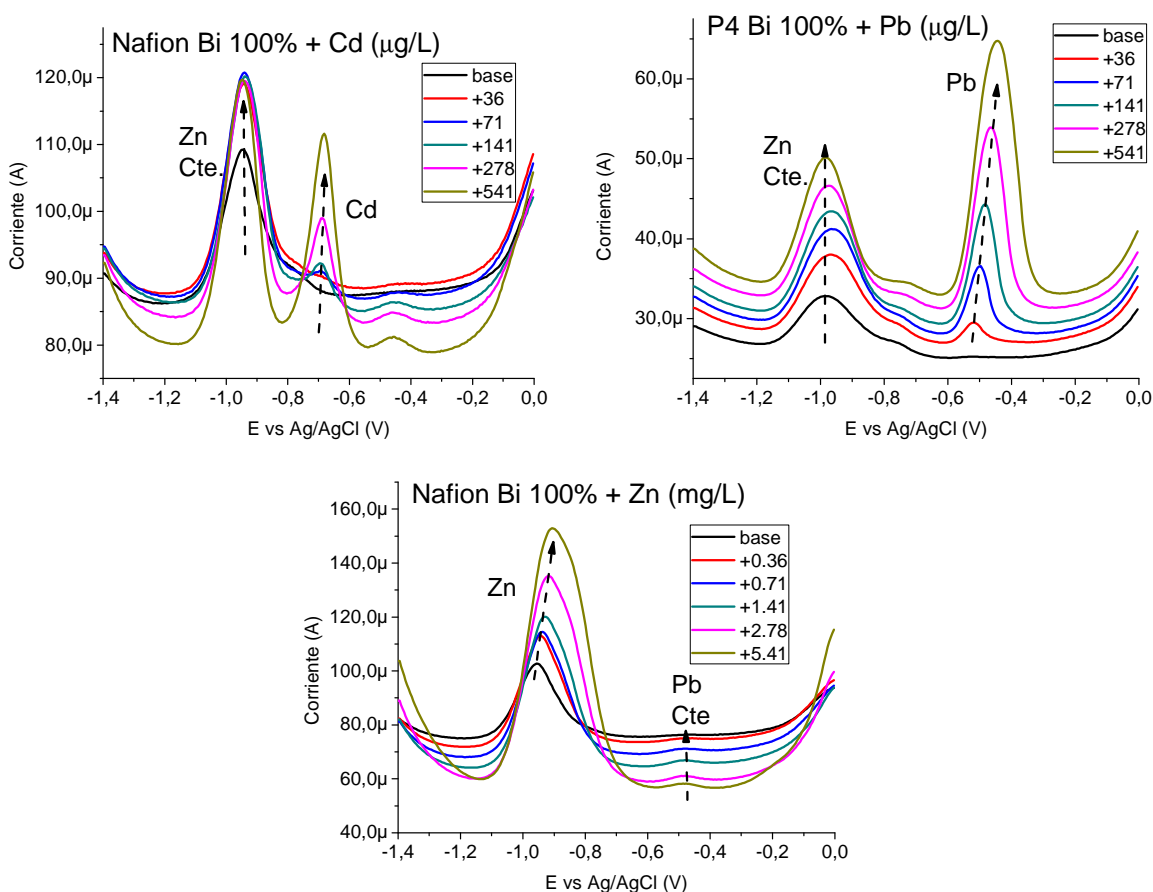 Nafion Bi 100% + Cd (μg/L)
120,0μ
110,0μ
100,0μ
90,0μ
80,0μ
Corriente (A)
Zn
Cte.
Cd
base
+36
+71
+141
+278
+541
-1,4
-1,2
-1,0
-0,8
-0,6
-0,4
-0,2
0,0
E vs Ag/AgCl (V)
P4 Bi 100% + Pb (μg/L)
60,0μ
50,0μ
40,0μ
30,0μ
Corriente (A)
Zn
Cte.
Pb
base
+36
+71
+141
+278
+541
-1,4
-1,2
-1,0
-0,8
-0,6
-0,4
-0,2
0,0
E vs Ag/AgCl (V)
Nafion Bi 100% + Zn (mg/L)
160,0μ
140,0μ
120,0μ
100,0μ
80,0μ
60,0μ
40,0μ
Corriente (A)
Zn
Pb
Cte
base
+0.36
+0.71
+1.41
+2.78
+5.41
-1,4
-1,2
-1,0
-0,8
-0,6
-0,4
-0,2
0,0
E vs Ag/AgCl (V)